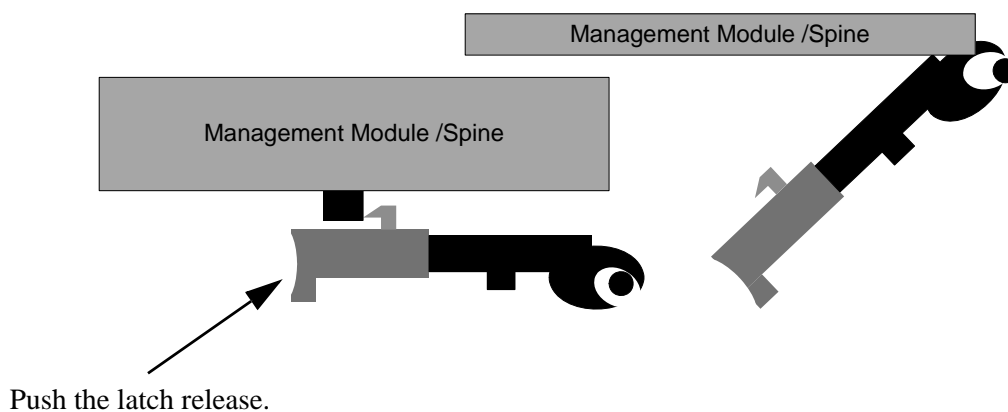 Management Module /Spine
Management Module /Spine
Push the latch release.